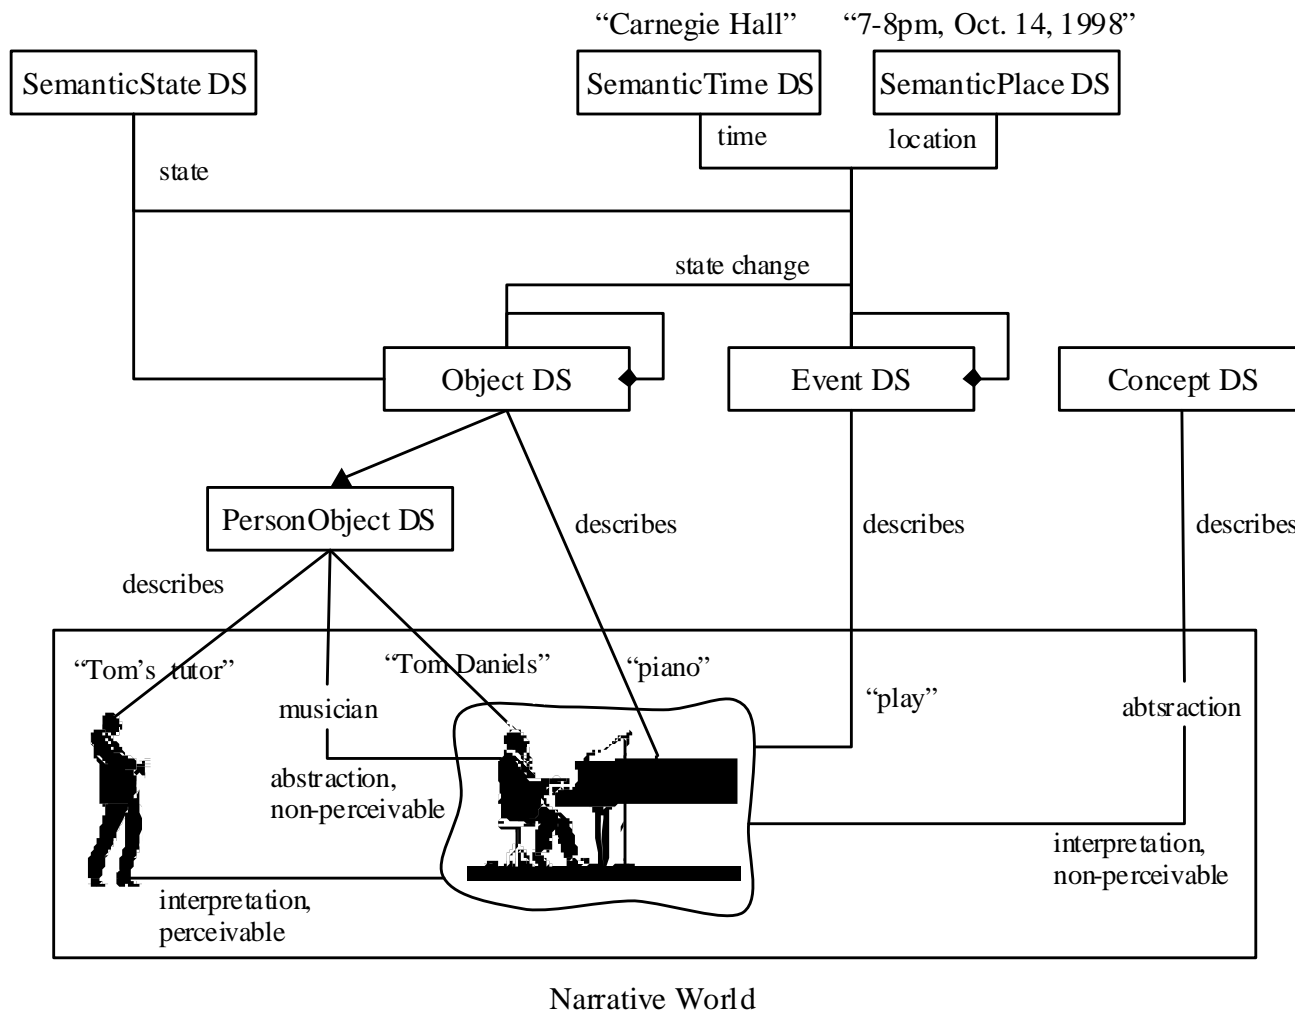 “Carnegie Hall” “7-8pm, Oct. 14, 1998”
SemanticState DS
SemanticTime DS
SemanticPlace DS
time
location
state
state change
Object DS
Event DS
Concept DS
PersonObject DS
describes
describes
describes
describes
“Tom’s tutor”
“Tom Daniels”
“piano”
“play”
musician
abtsraction
abstraction,
non-perceivable
interpretation,
non-perceivable
interpretation,
perceivable
Narrative World